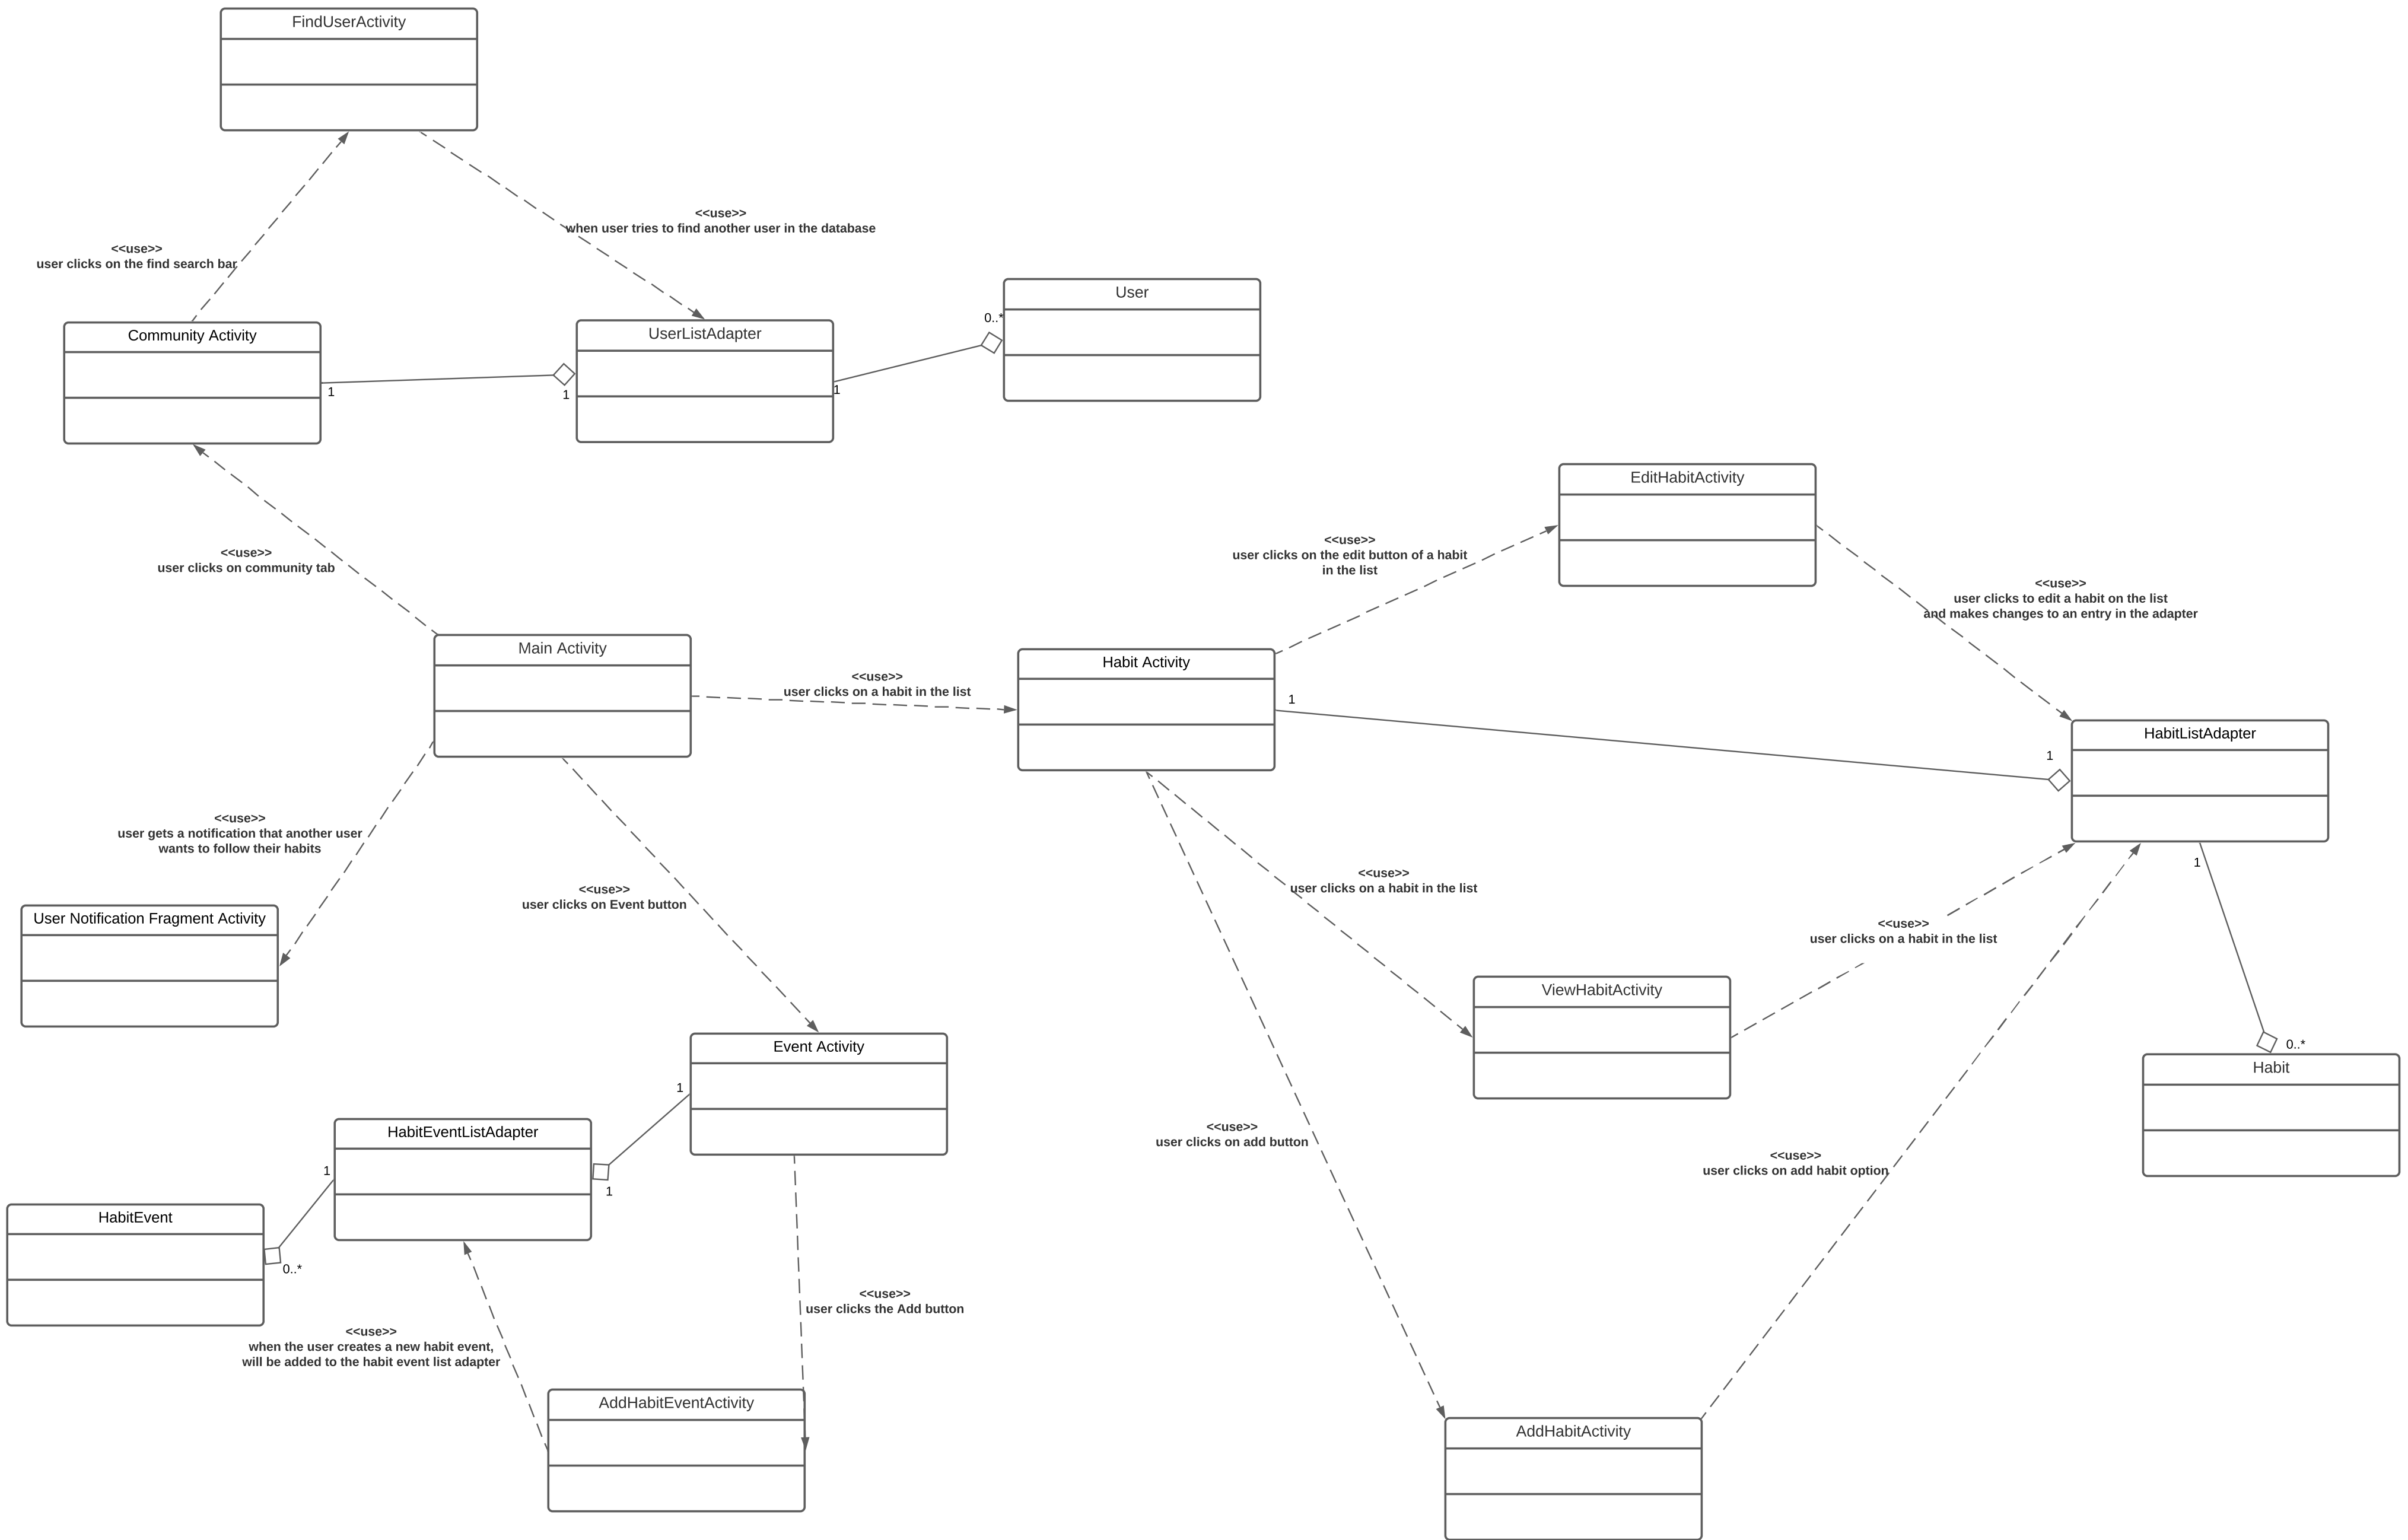 FindUserActivity
<<use>>
when user tries to find another user in the database
<<use>>
user clicks on the find search bar
User
0..*
Community Activity
UserListAdapter
1
1
1
EditHabitActivity
<<use>>
user clicks on the edit button of a habit
in the list
<<use>>
user clicks on community tab
<<use>>
user clicks to edit a habit on the list
and makes changes to an entry in the adapter
Main Activity
Habit Activity
<<use>>
user clicks on a habit in the list
1
HabitListAdapter
1
<<use>>
user gets a notification that another user
wants to follow their habits
1
<<use>>
user clicks on a habit in the list
<<use>>
user clicks on Event button
User Notification Fragment Activity
<<use>>
user clicks on a habit in the list
ViewHabitActivity
Event Activity
0..*
Habit
1
HabitEventListAdapter
<<use>>
user clicks on add button
<<use>>
user clicks on add habit option
1
1
HabitEvent
0..*
<<use>>
user clicks the Add button
<<use>>
when the user creates a new habit event,
will be added to the habit event list adapter
AddHabitEventActivity
AddHabitActivity